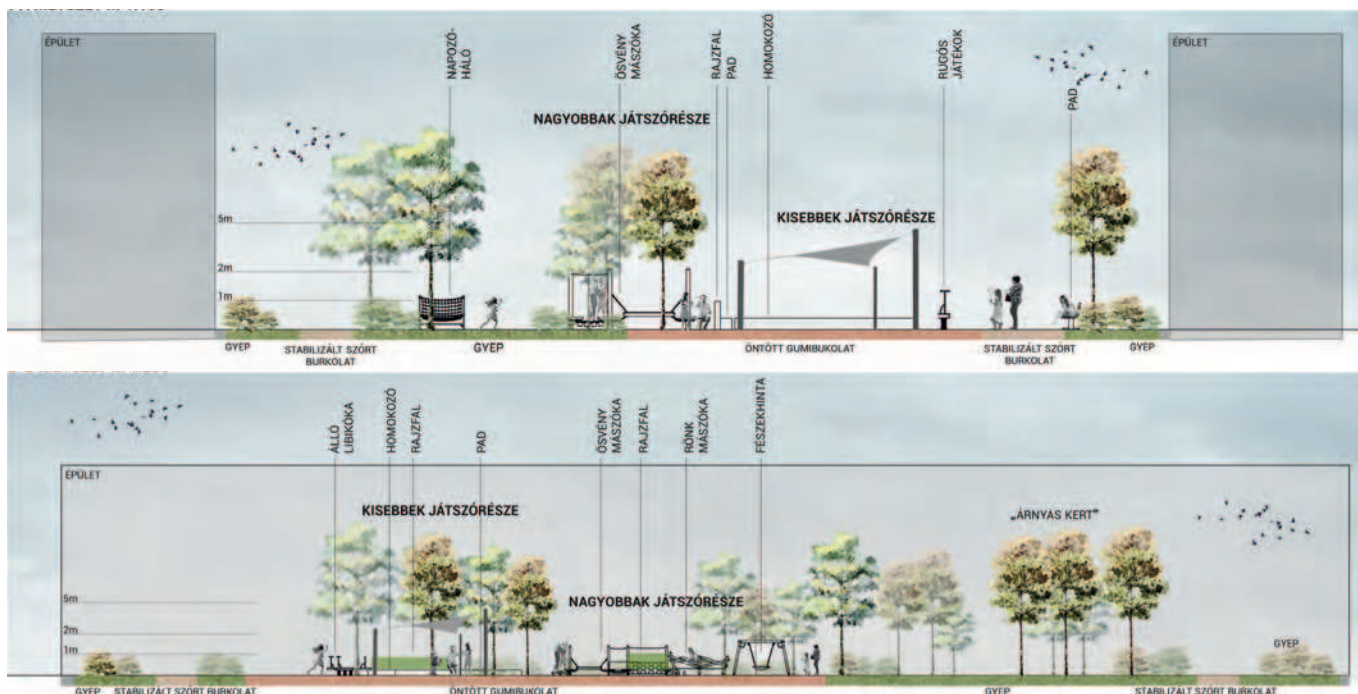 ÉPÜLET
NAPOZÓ-
HÁLÓ
ÖSVÉNY
MÁSZÓKA
RAJZFAL
PAD
HOMOKOZÓ
RUGÓS
JÁTÉKOK
PAD
ÉPÜLET
NAGYOBBAK JÁTSZÓRÉSZE
KISEBBEK JÁTSZÓRÉSZE
5m
2m
1m
GYEP
STABILIZÁLT SZÓRT
BURKOLAT
GYEP
ÖNTÖTT GUMIBUKOLAT
STABILIZÁLT SZÓRT
BURKOLAT
GYEP
ÁLLÓ
LIBIKÓKA
HOMOKOZÓ
RAJZFAL
PAD
ÖSVÉNY
MÁSZÓKA
RAJZFAL
RÖNK
MÁSZÓKA
FÉSZEKHINTA
ÉPÜLET
KISEBBEK JÁTSZÓRÉSZE
„ÁRNYAS KERT"
NAGYOBBAK JÁTSZÓRÉSZE
5m
2m
1m
GYEP
GYEP
STABILIZÁLT SZÓRT BURKOLAT
ÖNTÖTT GUMIBUKOLAT
GYEP
STABILIZÁLT SZÓRT BURKOLAT